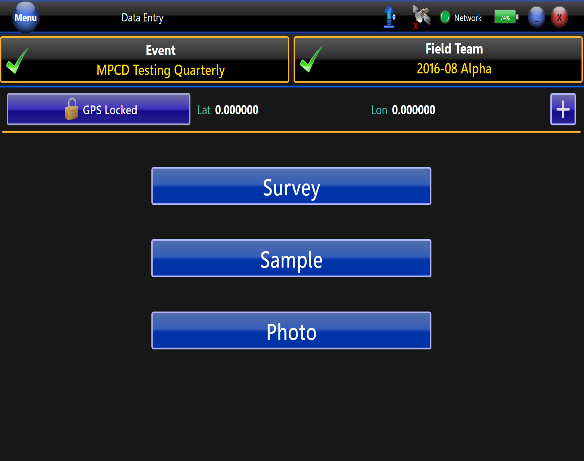 Menu
Data Entry
Network
74%
X
Event
MPCD Testing Quarterly
Field Team
2016-08 Alpha
GPS Locked
Lat 0.000000
Lon 0.000000
Survey
Sample
Photo